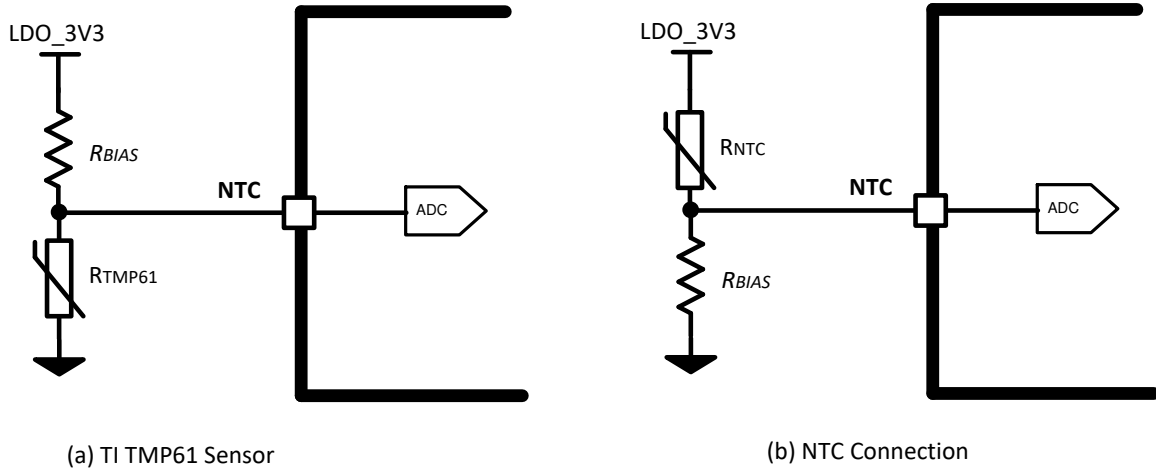 LDO_3V3
RBIAS
NTC
ADC
RTMP61
(a) TI TMP61 Sensor
LDO_3V3
RNTC
NTC
ADC
RBIAS
(b) NTC Connection